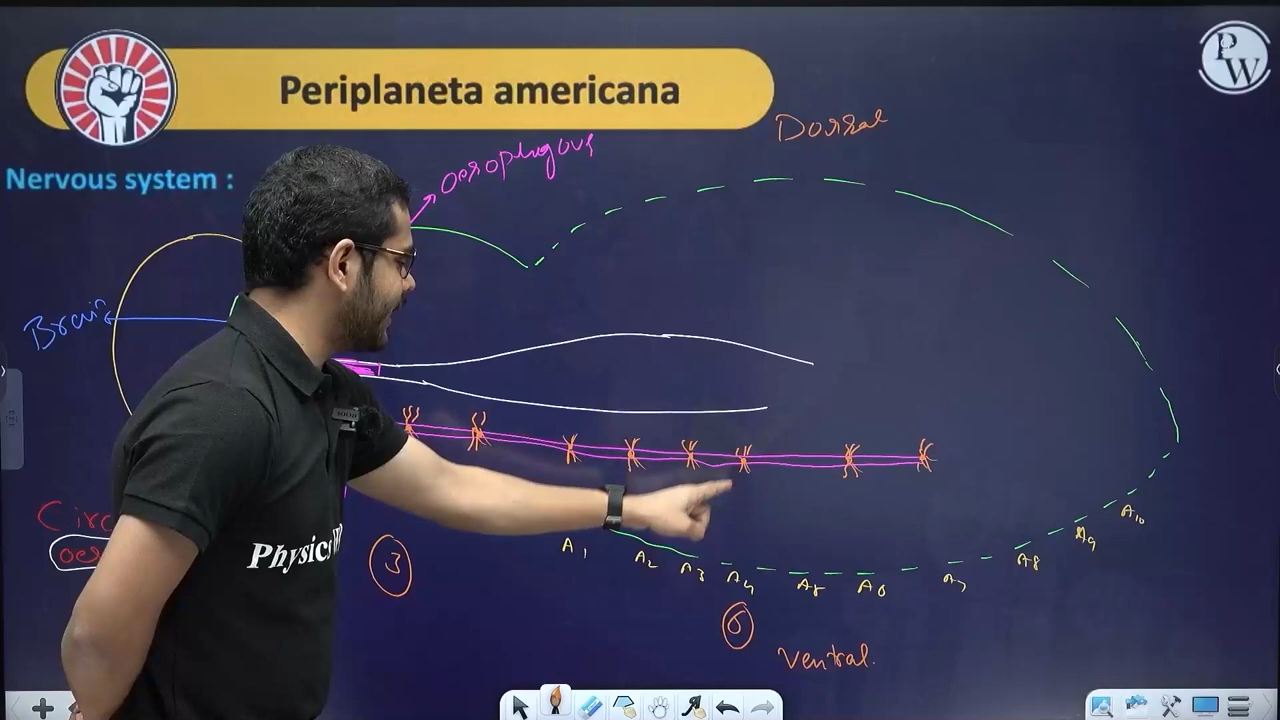 Periplaneta americana
PW
Dorsal
Nervous system :
oesophagous
Brain
Circ
oes
Physics W
3
A1
A2
A3
A4
A5
A6
A7
A8
A9
A10
6
Ventral.